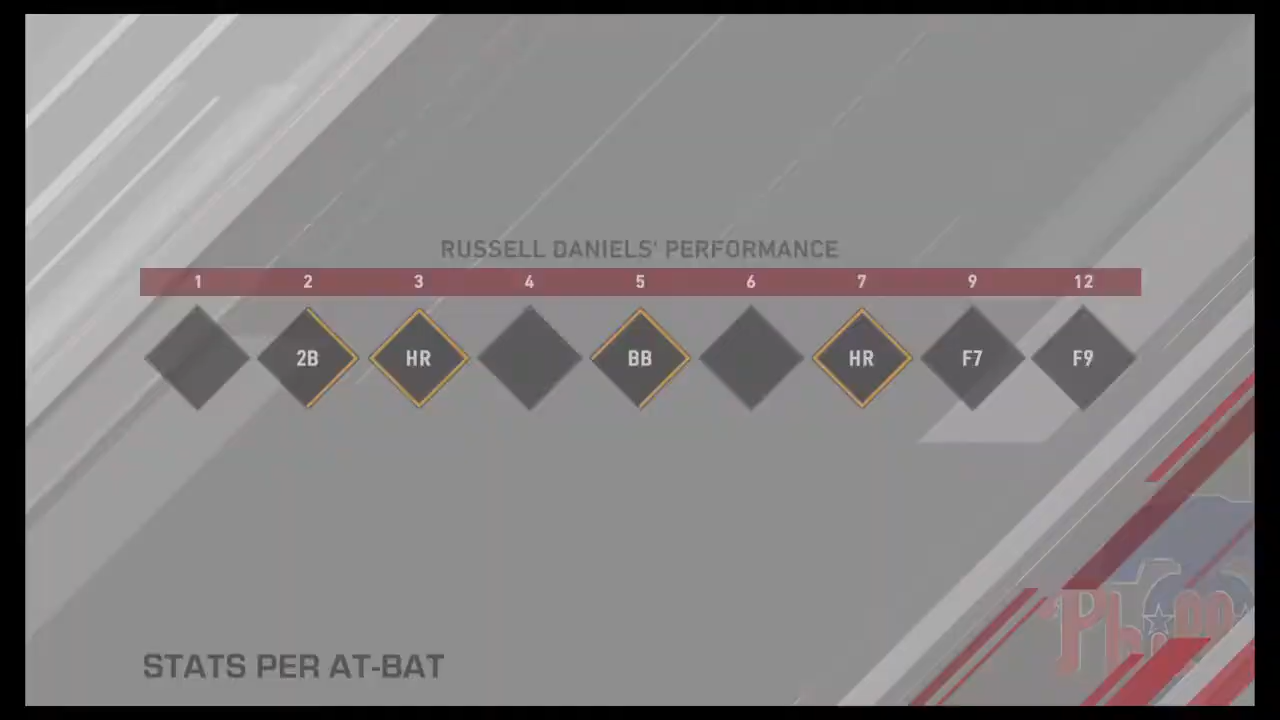 RUSSELL DANIELS' PERFORMANCE
1 2 3 4 5 6 7 9 12
2B HR BB HR F7 F9
STATS PER AT-BAT